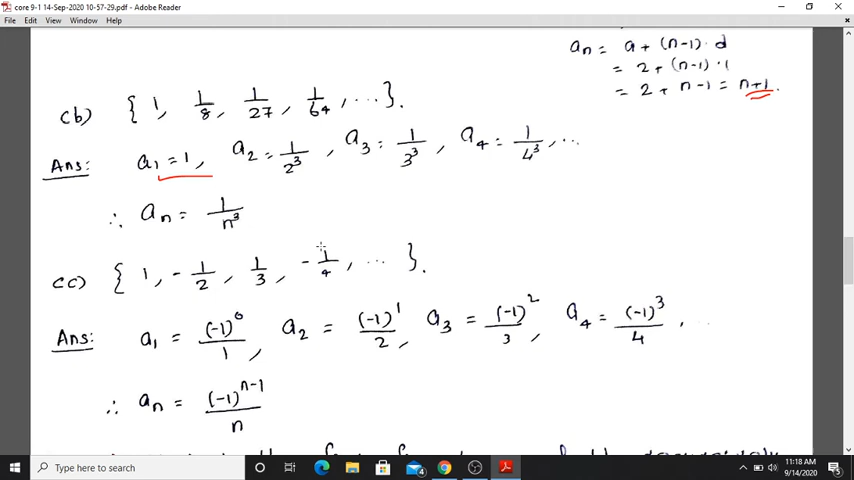 core 9-1 14-Sep-2020 10-57-29.pdf - Adobe Reader
File Edit View Window Help
aₙ = a + (n-1) · d
= 2 + (n-1) · 1
= 2 + n - 1 = n+1.
(b) { 1, 1/8, 1/27, 1/64, ... }.
Ans: a₁ = 1, a₂ = 1/2³, a₃ = 1/3³, a₄ = 1/4³, ...
∴ aₙ = 1/n³
(c) { 1, -1/2, 1/3, -1/4, ... }.
Ans: a₁ = (-1)⁰/1, a₂ = (-1)¹/2, a₃ = (-1)²/3, a₄ = (-1)³/4, ...
∴ aₙ = (-1)ⁿ⁻¹/n
Type here to search
4
11:18 AM
9/14/2020
5